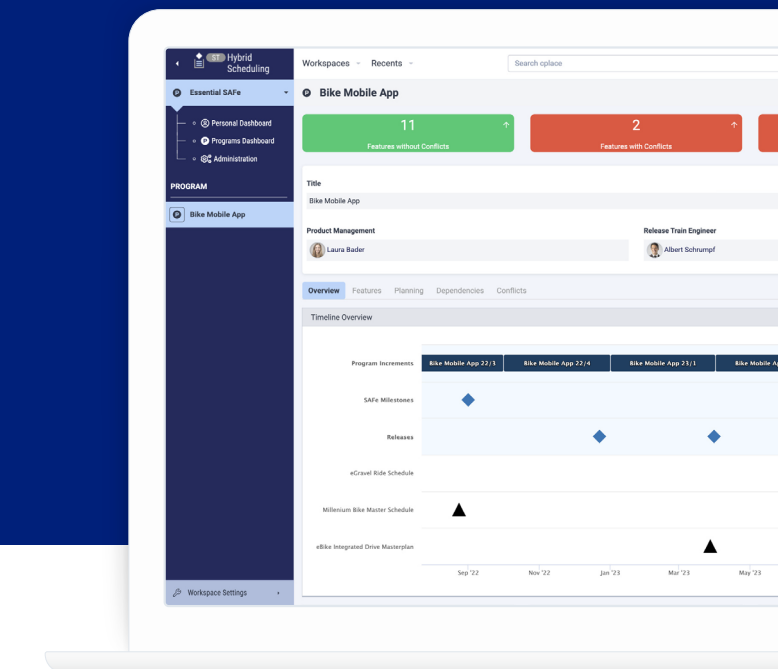 ST Hybrid
Scheduling
Workspaces
Recents
Search cplace
Essential SAFe
Personal Dashboard
Programs Dashboard
Administration
PROGRAM
Bike Mobile App
Workspace Settings
Bike Mobile App
11
Features without Conflicts
2
Features with Conflicts
Title
Bike Mobile App
Product Management
Release Train Engineer
Laura Bader
Albert Schrumpf
Overview Features Planning Dependencies Conflicts
Timeline Overview
Program Increments
Bike Mobile App 22/3
Bike Mobile App 22/4
Bike Mobile App 23/1
Bike Mobile Ap
SAFe Milestones
Releases
eGravel Ride Schedule
Millenium Bike Master Schedule
eBike Integrated Drive Masterplan
Sep '22
Nov '22
Jan '23
Mar '23
May '23